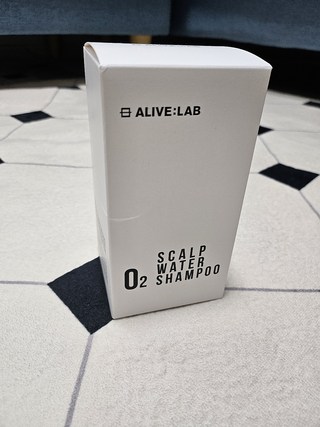 ALIVE:LAB
O2 SCALP
WATER
SHAMPOO